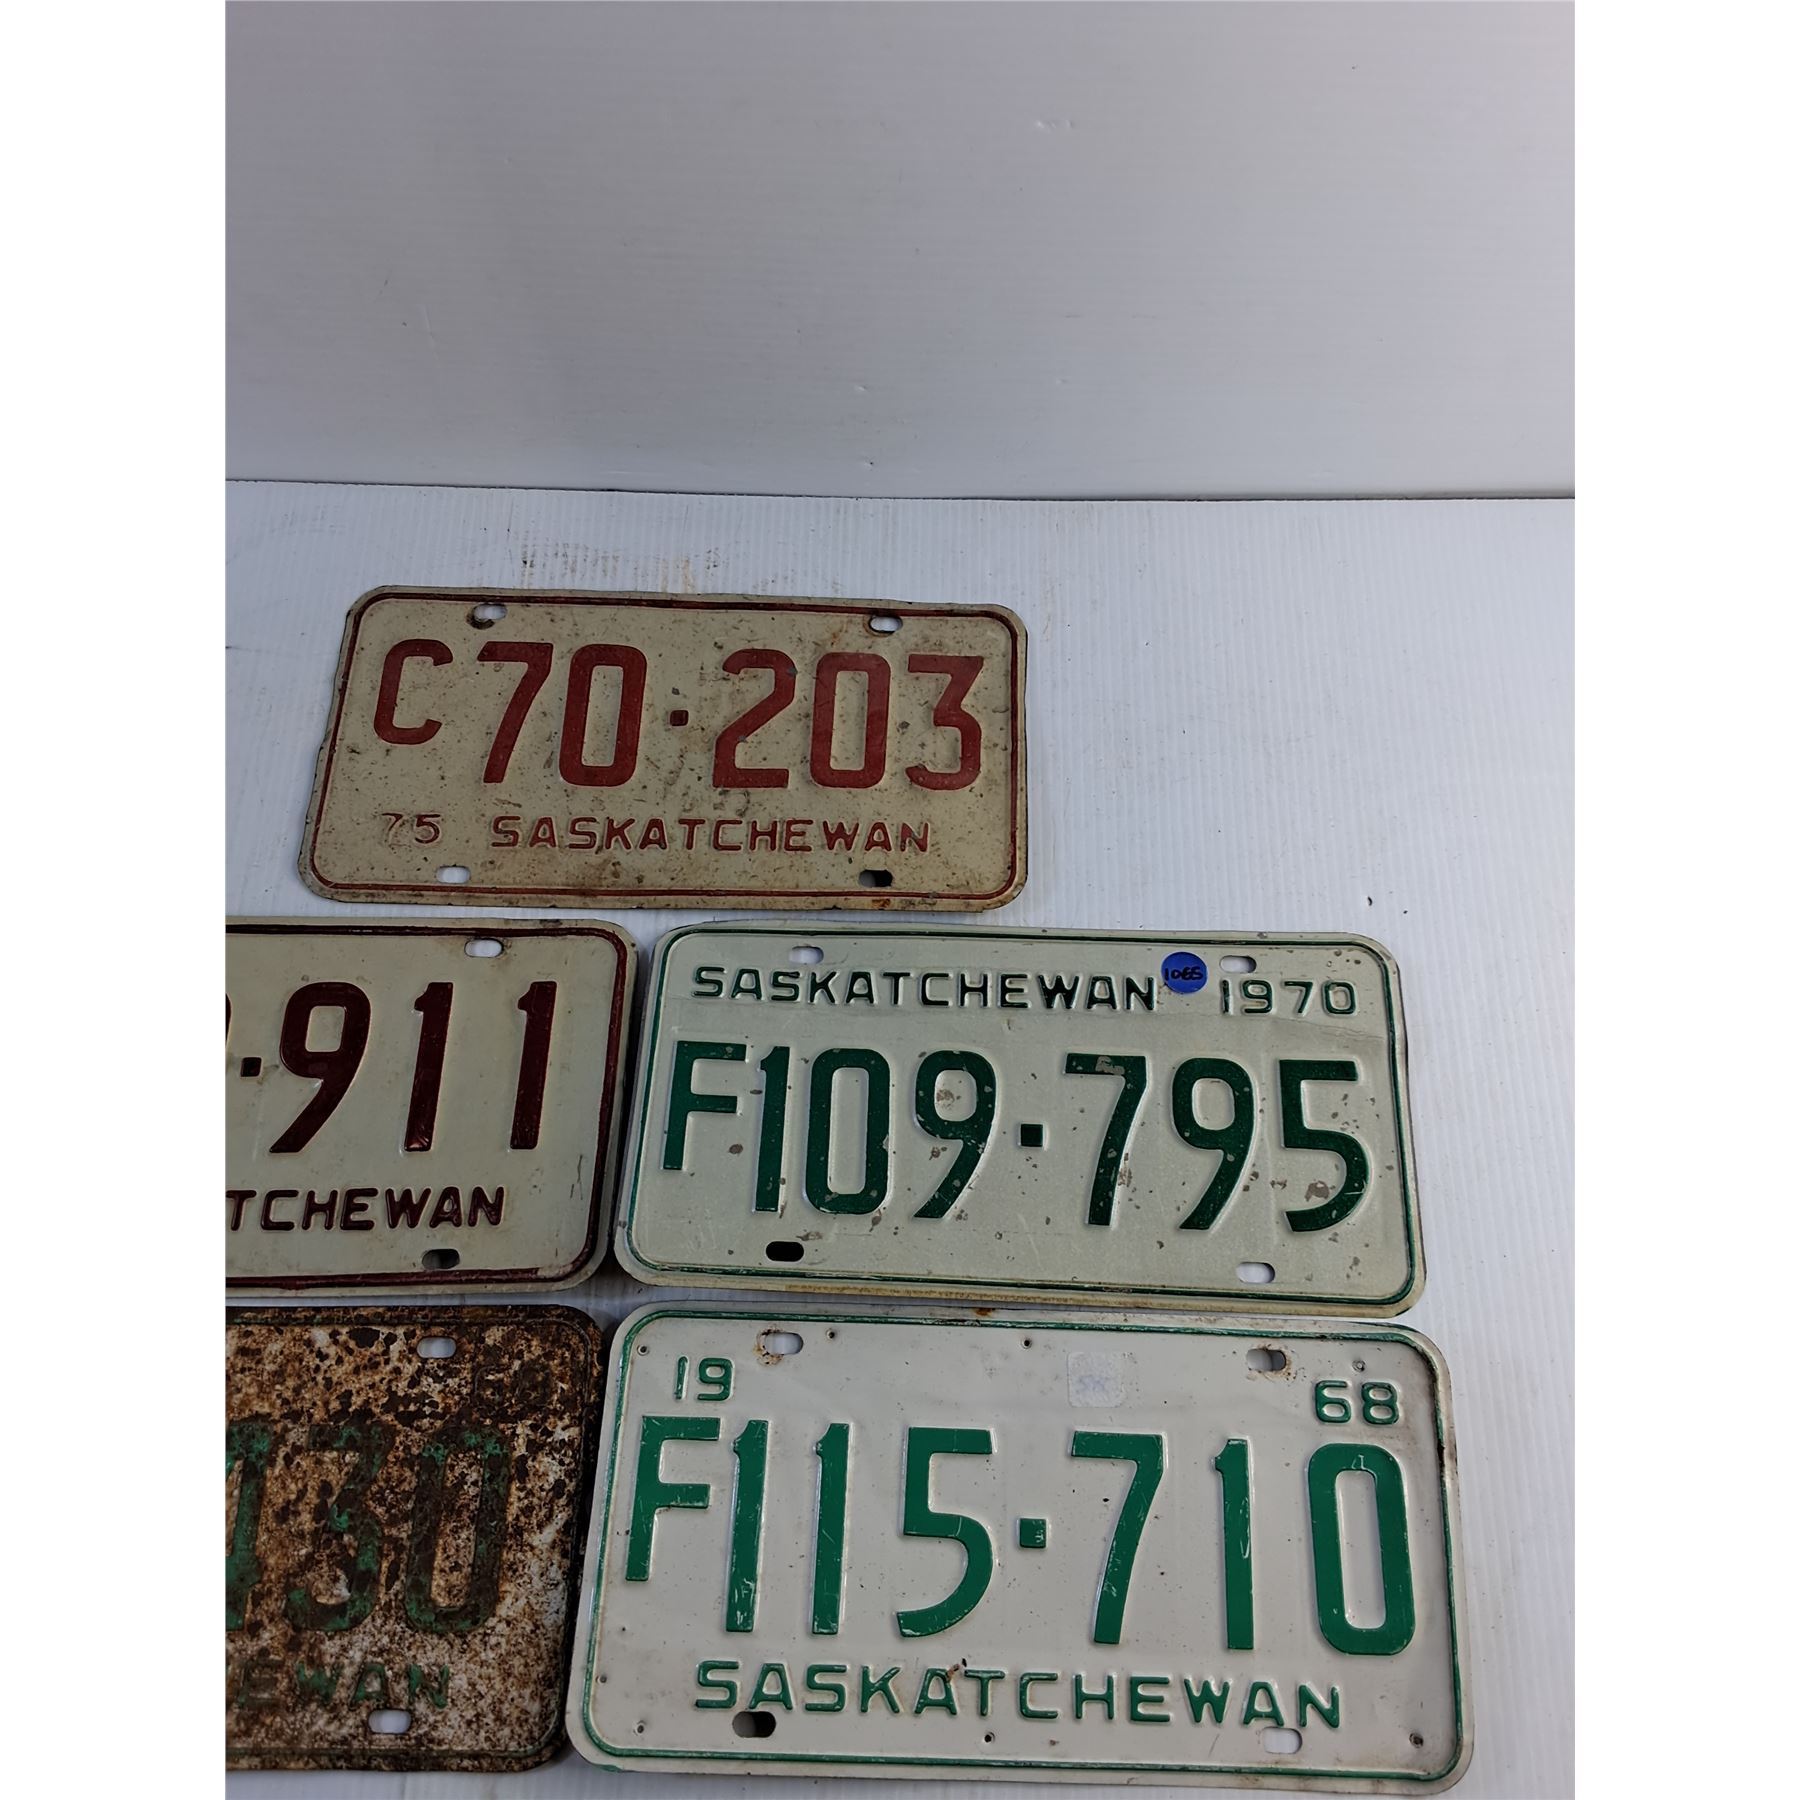 C70·203
75 SASKATCHEWAN
·911
TCHEWAN
SASKATCHEWAN 1065 1970
F109·795
430
EWAN
19 68
F115·710
SASKATCHEWAN